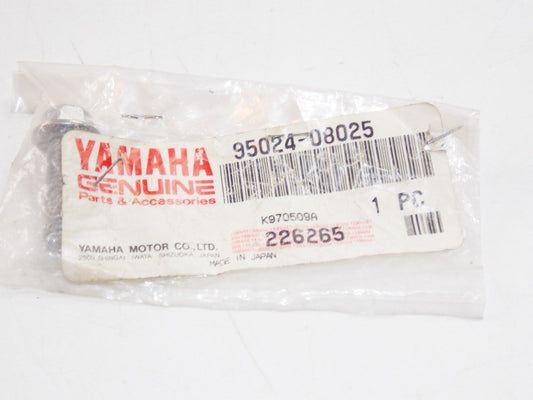 YAMAHA
GENUINE
Parts & Accessories
95024-08025
1 PC
K970509A
226265
YAMAHA MOTOR CO., LTD.
2500 SHINGAI, IWATA, SHIZUOKA, JAPAN
MADE IN JAPAN